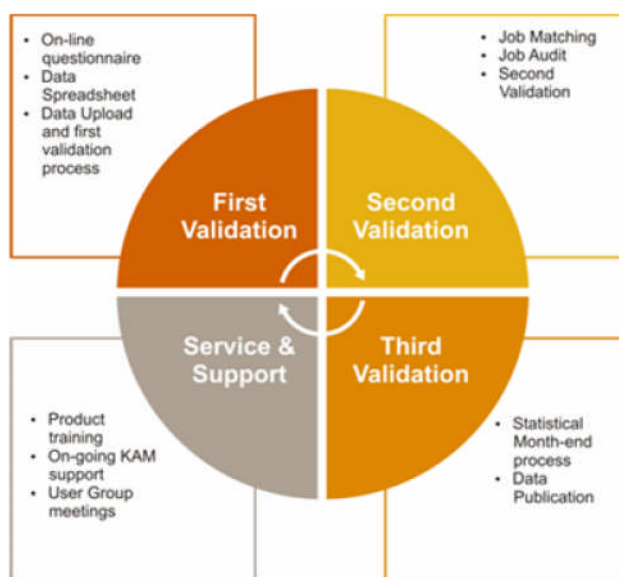 • On-line
questionnaire
• Data
Spreadsheet
• Data Upload
and first
validation
process
• Job Matching
• Job Audit
• Second
Validation
First
Validation
Second
Validation
Service &
Support
Third
Validation
• Product
training
• On-going KAM
support
• User Group
meetings
• Statistical
Month-end
process
• Data
Publication